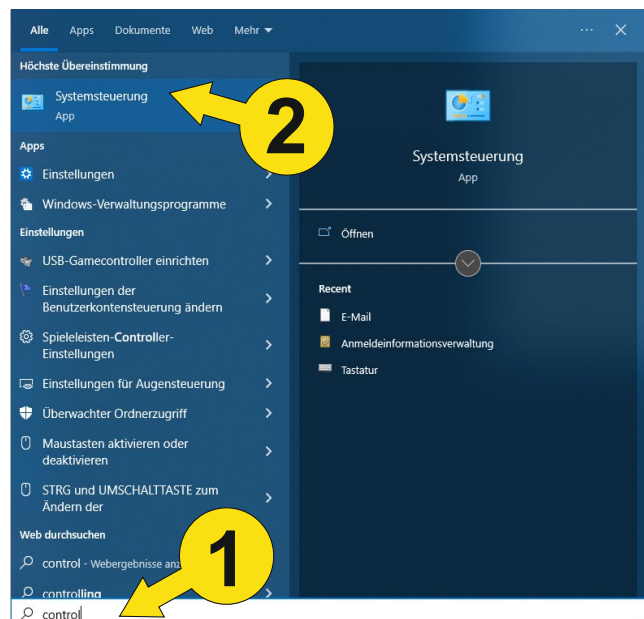 Alle Apps Dokumente Web Mehr
Höchste Übereinstimmung
Systemsteuerung
App
2
Apps
Einstellungen
Windows-Verwaltungsprogramme
Einstellungen
USB-Gamecontroller einrichten
Einstellungen der
Benutzerkontensteuerung ändern
Spieleleisten-Controller-
Einstellungen
Einstellungen für Augensteuerung
Überwachter Ordnerzugriff
Maustasten aktivieren oder
deaktivieren
STRG und UMSCHALTTASTE zum
Ändern der
Web durchsuchen
control - Webergebnisse
1
controlling
control
Systemsteuerung
App
Öffnen
Recent
E-Mail
Anmeldeinformationsverwaltung
Tastatur